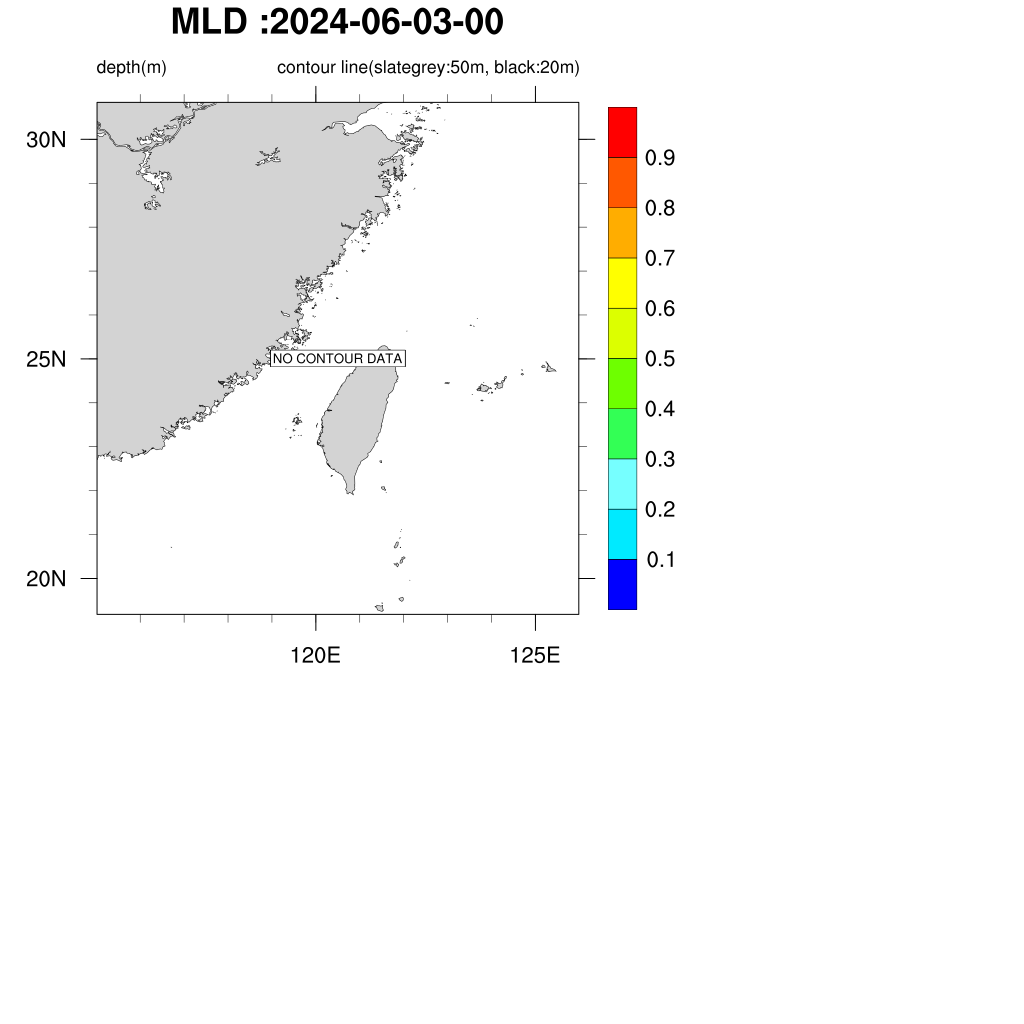 MLD :2024-06-03-00
depth(m)
contour line(slategrey:50m, black:20m)
30N
25N
20N
120E
125E
NO CONTOUR DATA
0.9
0.8
0.7
0.6
0.5
0.4
0.3
0.2
0.1